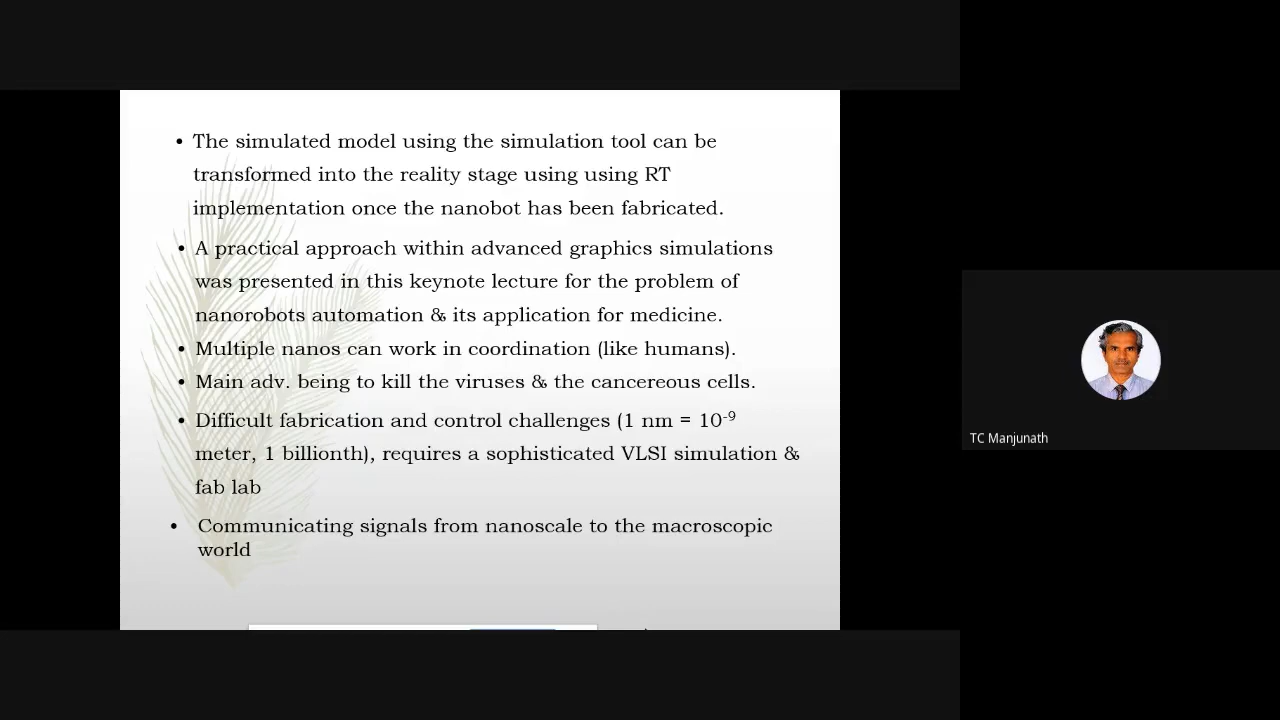 • The simulated model using the simulation tool can be
transformed into the reality stage using using RT
implementation once the nanobot has been fabricated.
• A practical approach within advanced graphics simulations
was presented in this keynote lecture for the problem of
nanorobots automation & its application for medicine.
• Multiple nanos can work in coordination (like humans).
• Main adv. being to kill the viruses & the cancereous cells.
• Difficult fabrication and control challenges (1 nm = 10⁻⁹
meter, 1 billionth), requires a sophisticated VLSI simulation &
fab lab
• Communicating signals from nanoscale to the macroscopic
world
TC Manjunath